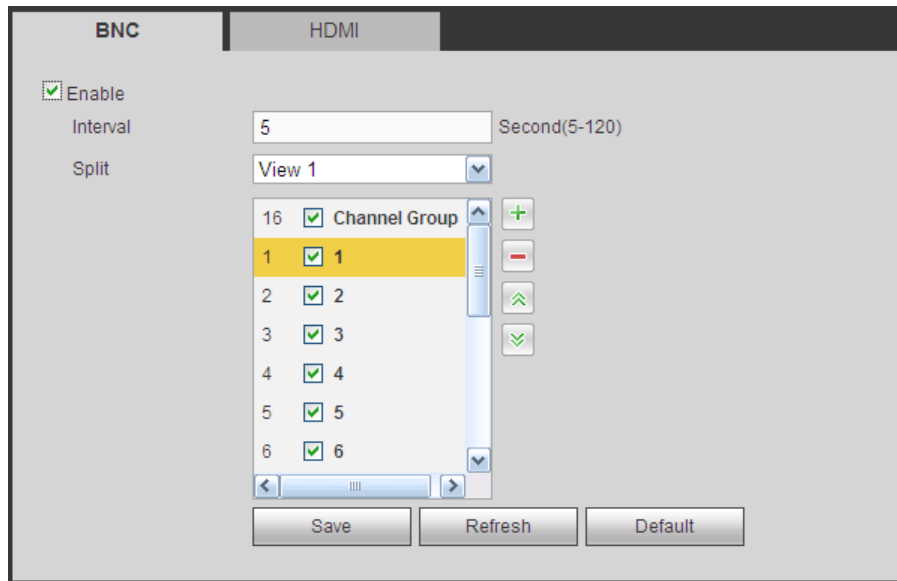 BNC HDMI
Enable
Interval 5 Second(5-120)
Split View 1
16 Channel Group
1 1
2 2
3 3
4 4
5 5
6 6
Save Refresh Default